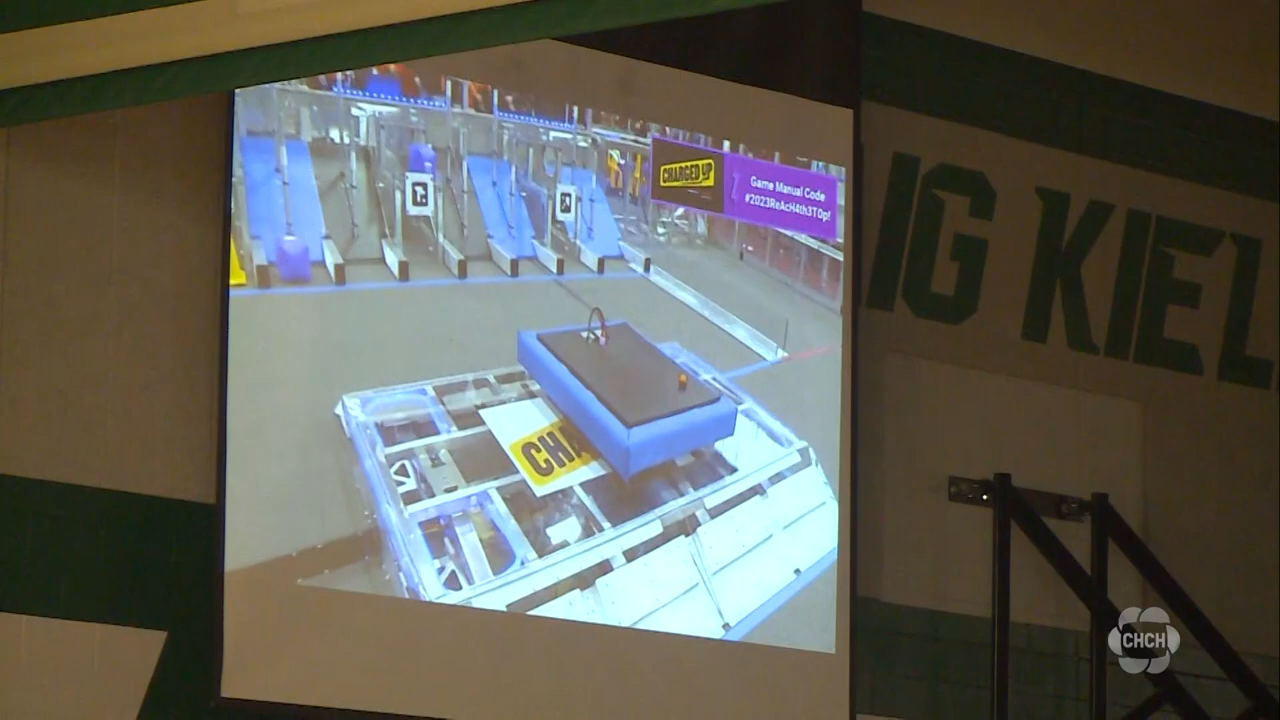 CHARGED UP
Game Manual Code
#2023ReAcH4th3T0p!
IG KIEL
CHA
CHCH